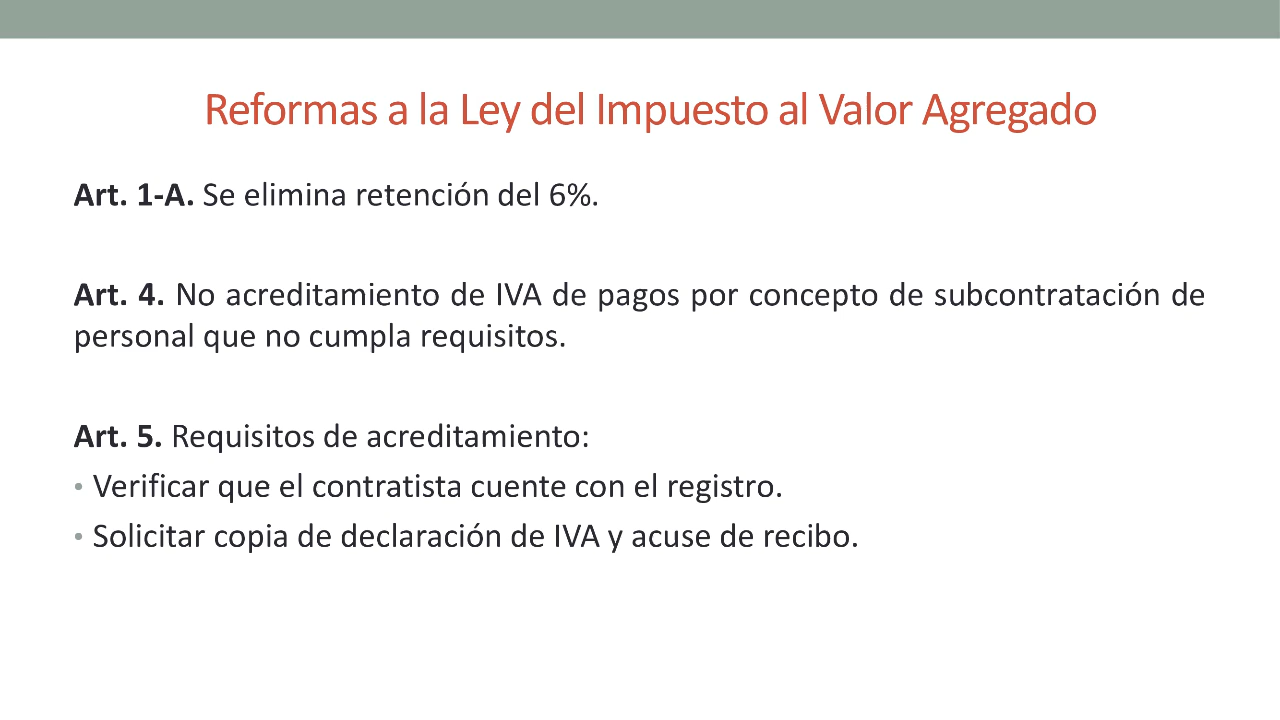 Reformas a la Ley del Impuesto al Valor Agregado
Art. 1-A. Se elimina retención del 6%.
Art. 4. No acreditamiento de IVA de pagos por concepto de subcontratación de
personal que no cumpla requisitos.
Art. 5. Requisitos de acreditamiento:
• Verificar que el contratista cuente con el registro.
• Solicitar copia de declaración de IVA y acuse de recibo.